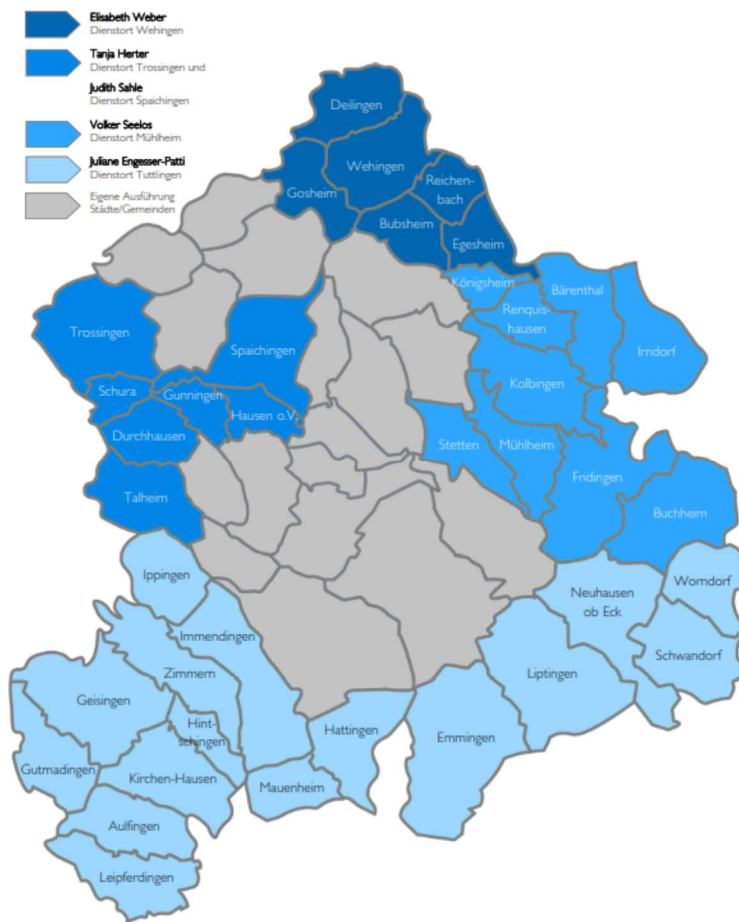 Elisabeth Weber
Dienstort Wehingen
Tanja Herter
Dienstort Trossingen und
Judith Sahle
Dienstort Spaichingen
Volker Seelos
Dienstort Mühlheim
Juliane Engesser-Patti
Dienstort Tuttlingen
Eigene Ausführung
Städte/Gemeinden
Deilingen
Wehingen
Gosheim
Reichen-
bach
Bubsheim
Egesheim
Königsheim
Bärenthal
Renquis-
hausen
Irndorf
Trossingen
Spaichingen
Kolbingen
Schura
Gunningen
Hausen o.V.
Durchhausen
Stetten
Mühlheim
Fridingen
Talheim
Buchheim
Ippingen
Neuhausen
ob Eck
Worndorf
Immendingen
Schwandorf
Zimmern
Liptingen
Geisingen
Hint-
schingen
Hattingen
Emmingen
Gutmadingen
Kirchen-Hausen
Mauenheim
Aulfingen
Leipferdingen